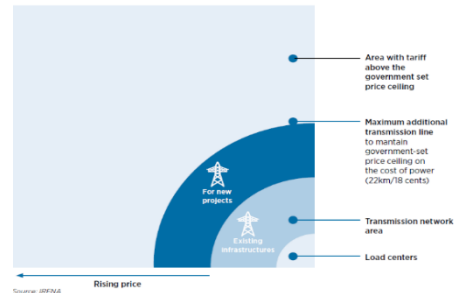 Area with tariff
above the
government set
price ceiling
Maximum additional
transmission line
to mantain
government-set
price ceiling on
the cost of power
(22km/18 cents)
For new
projects
Transmission network
area
Existing
infrastructures
Load centers
Rising price
Source: IRENA